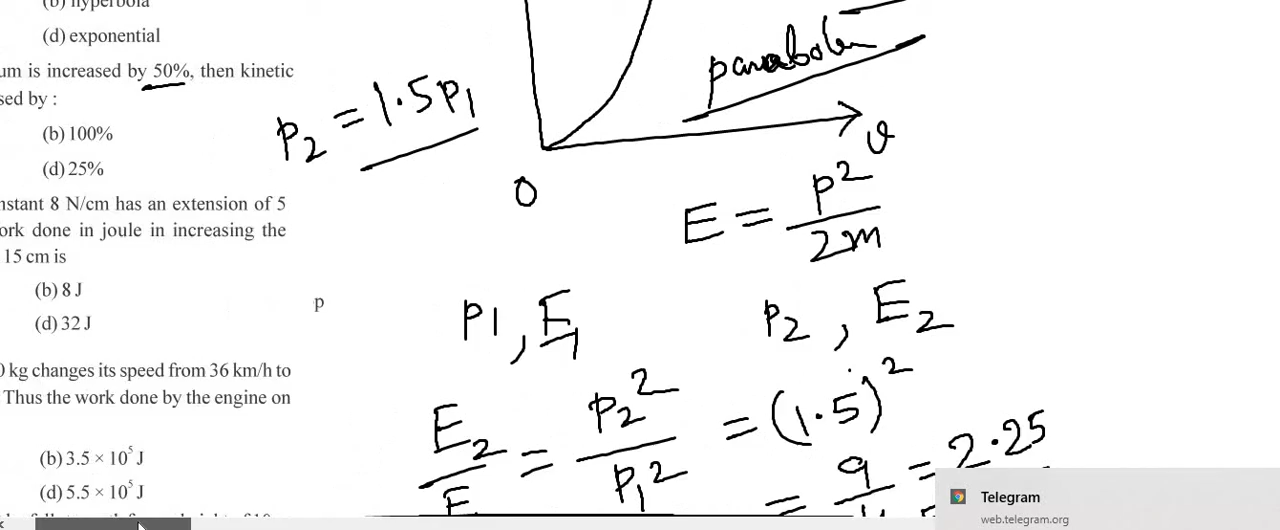 (b) hyperbola
(d) exponential
um is increased by 50%, then kinetic
sed by :
(b) 100%
(d) 25%
nstant 8 N/cm has an extension of 5
ork done in joule in increasing the
15 cm is
(b) 8 J
(d) 32 J
0 kg changes its speed from 36 km/h to
Thus the work done by the engine on
(b) 3.5 × 10⁵ J
(d) 5.5 × 10⁵ J
p
P₂ = 1.5P₁
parabola
v
O
E = p²/2m
P1, E₁
P₂, E₂
E₂/E = P₂²/P₁² = (1.5)²
= 9/4 = 2.25
Telegram
web.telegram.org